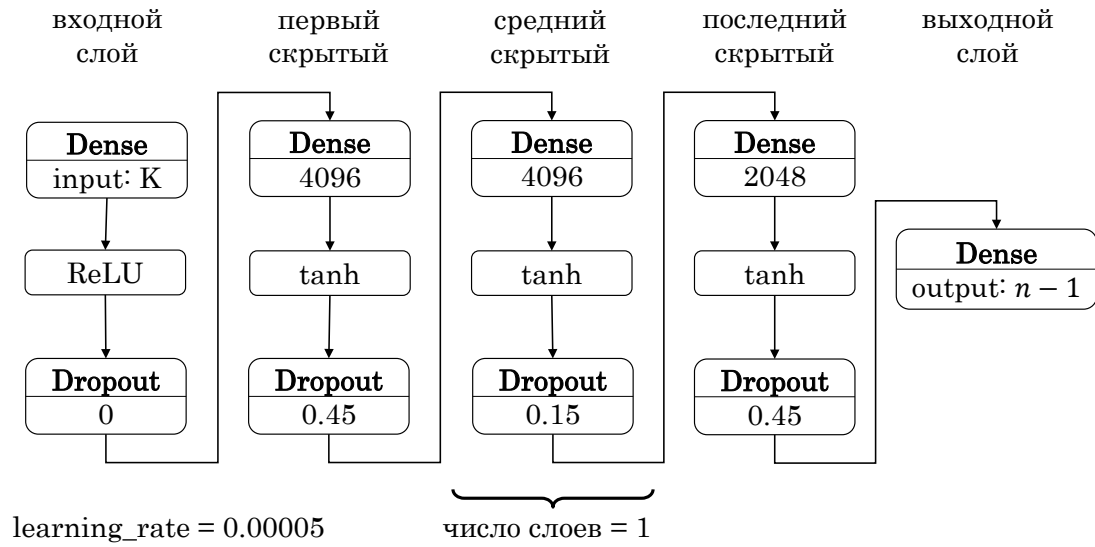 входной
слой
первый
скрытый
средний
скрытый
последний
скрытый
выходной
слой
Dense
input: K
ReLU
Dropout
0
Dense
4096
tanh
Dropout
0.45
Dense
4096
tanh
Dropout
0.15
Dense
2048
tanh
Dropout
0.45
Dense
output: n − 1
learning_rate = 0.00005
число слоев = 1